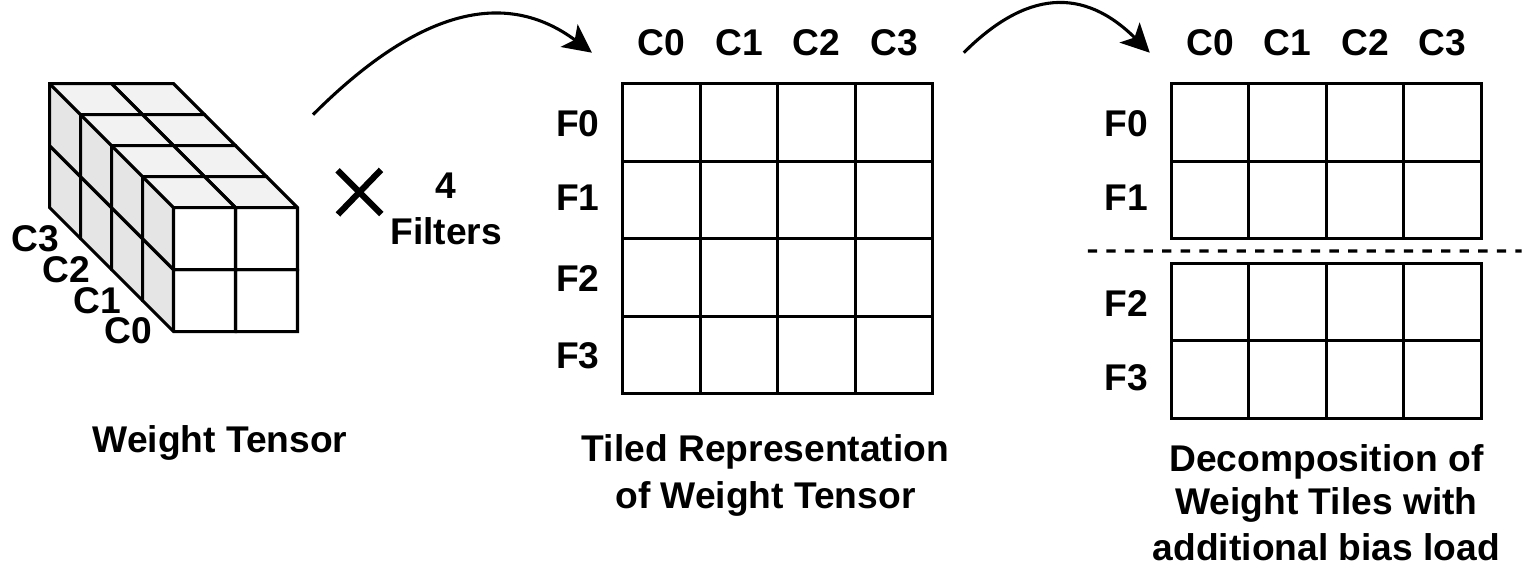 C3
C2
C1
C0
Weight Tensor
4
Filters
C0 C1 C2 C3
F0
F1
F2
F3
Tiled Representation
of Weight Tensor
C0 C1 C2 C3
F0
F1
F2
F3
Decomposition of
Weight Tiles with
additional bias load